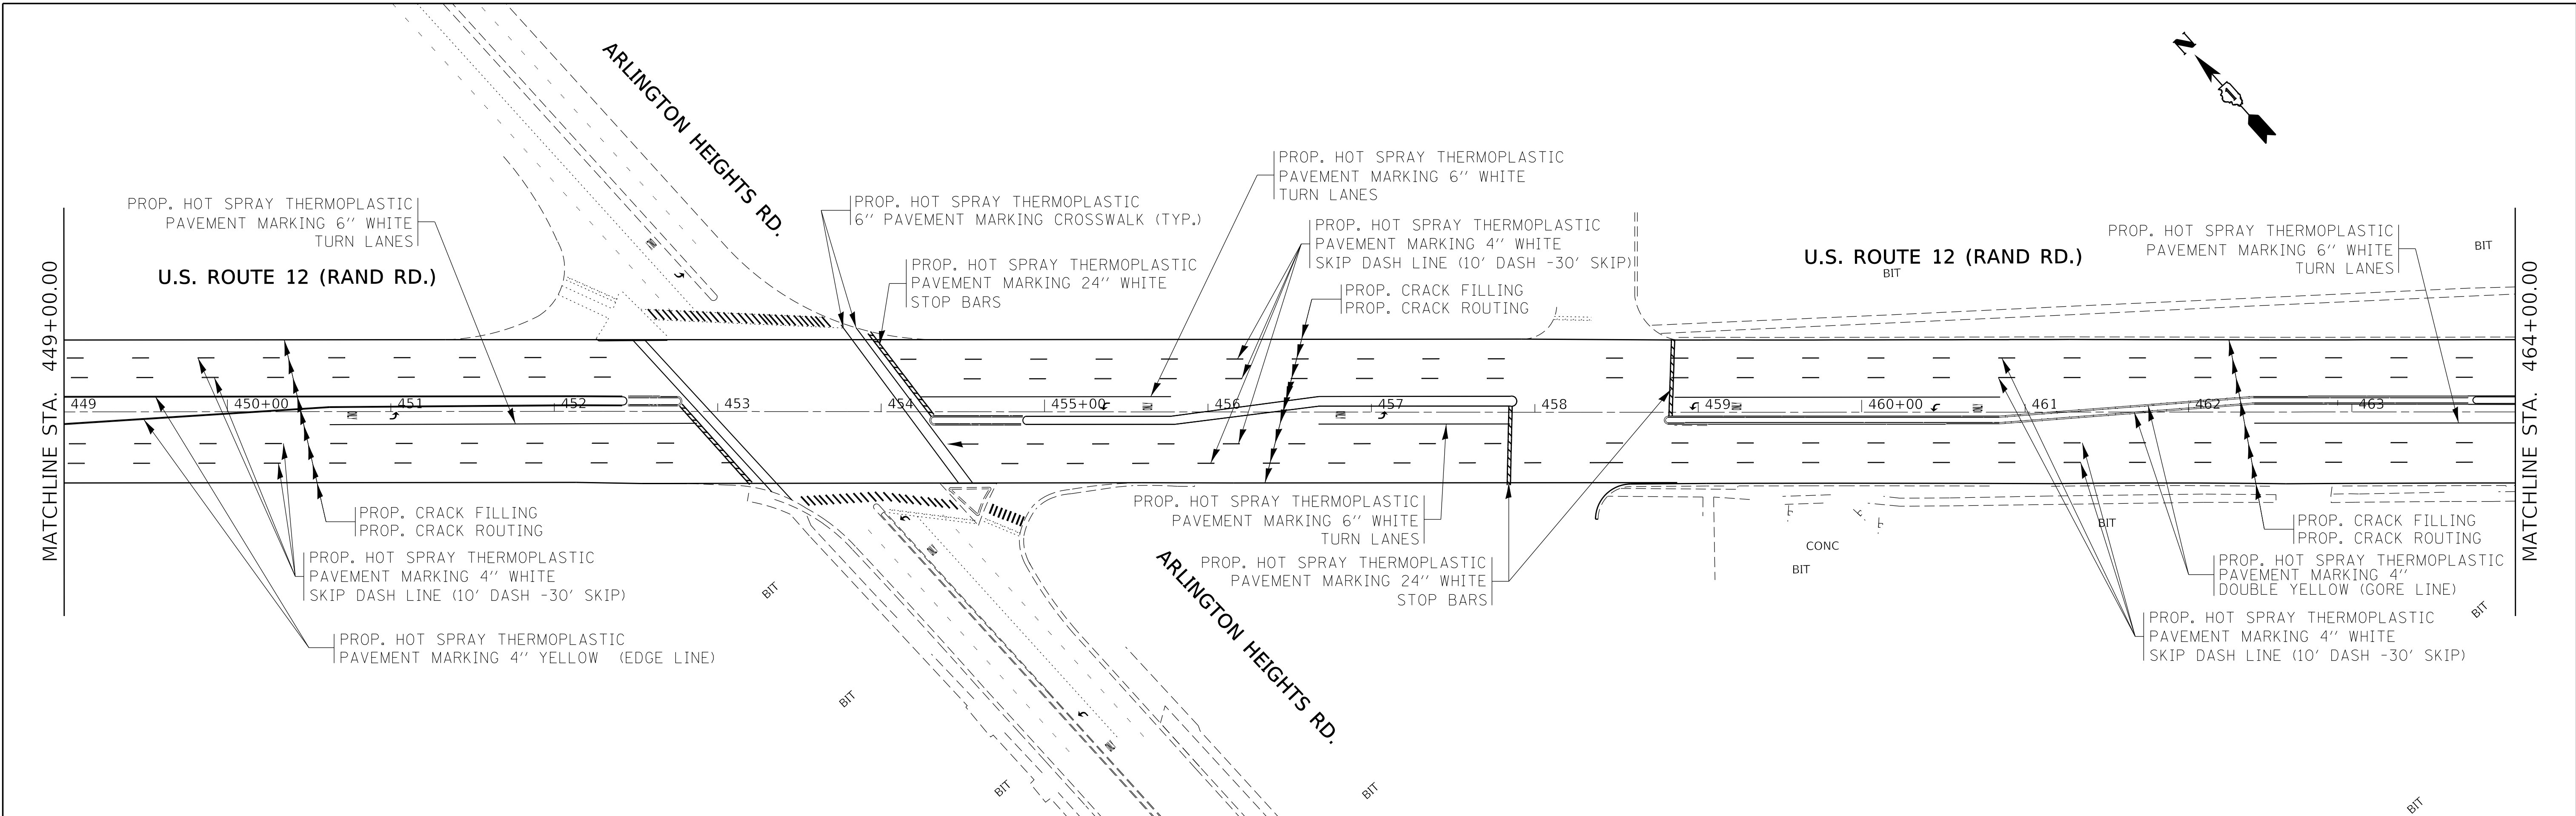 N
ARLINGTON HEIGHTS RD.
PROP. HOT SPRAY THERMOPLASTIC
PAVEMENT MARKING 6" WHITE
TURN LANES
U.S. ROUTE 12 (RAND RD.)
PROP. HOT SPRAY THERMOPLASTIC
6" PAVEMENT MARKING CROSSWALK (TYP.)
PROP. HOT SPRAY THERMOPLASTIC
PAVEMENT MARKING 24" WHITE
STOP BARS
PROP. HOT SPRAY THERMOPLASTIC
PAVEMENT MARKING 6" WHITE
TURN LANES
PROP. HOT SPRAY THERMOPLASTIC
PAVEMENT MARKING 4" WHITE
SKIP DASH LINE (10' DASH -30' SKIP)
PROP. CRACK FILLING
PROP. CRACK ROUTING
U.S. ROUTE 12 (RAND RD.)
BIT
PROP. HOT SPRAY THERMOPLASTIC
PAVEMENT MARKING 6" WHITE
TURN LANES
BIT
MATCHLINE STA. 449+00.00
449
450+00
451
452
453
454
455+00
456
457
458
459
460+00
461
462
463
MATCHLINE STA. 464+00.00
PROP. CRACK FILLING
PROP. CRACK ROUTING
PROP. HOT SPRAY THERMOPLASTIC
PAVEMENT MARKING 4" WHITE
SKIP DASH LINE (10' DASH -30' SKIP)
PROP. HOT SPRAY THERMOPLASTIC
PAVEMENT MARKING 4" YELLOW (EDGE LINE)
BIT
BIT
BIT
PROP. HOT SPRAY THERMOPLASTIC
PAVEMENT MARKING 6" WHITE
TURN LANES
PROP. HOT SPRAY THERMOPLASTIC
PAVEMENT MARKING 24" WHITE
STOP BARS
ARLINGTON HEIGHTS RD.
BIT
CONC
BIT
BIT
PROP. CRACK FILLING
PROP. CRACK ROUTING
PROP. HOT SPRAY THERMOPLASTIC
PAVEMENT MARKING 4"
DOUBLE YELLOW (GORE LINE)
BIT
PROP. HOT SPRAY THERMOPLASTIC
PAVEMENT MARKING 4" WHITE
SKIP DASH LINE (10' DASH -30' SKIP)
BIT